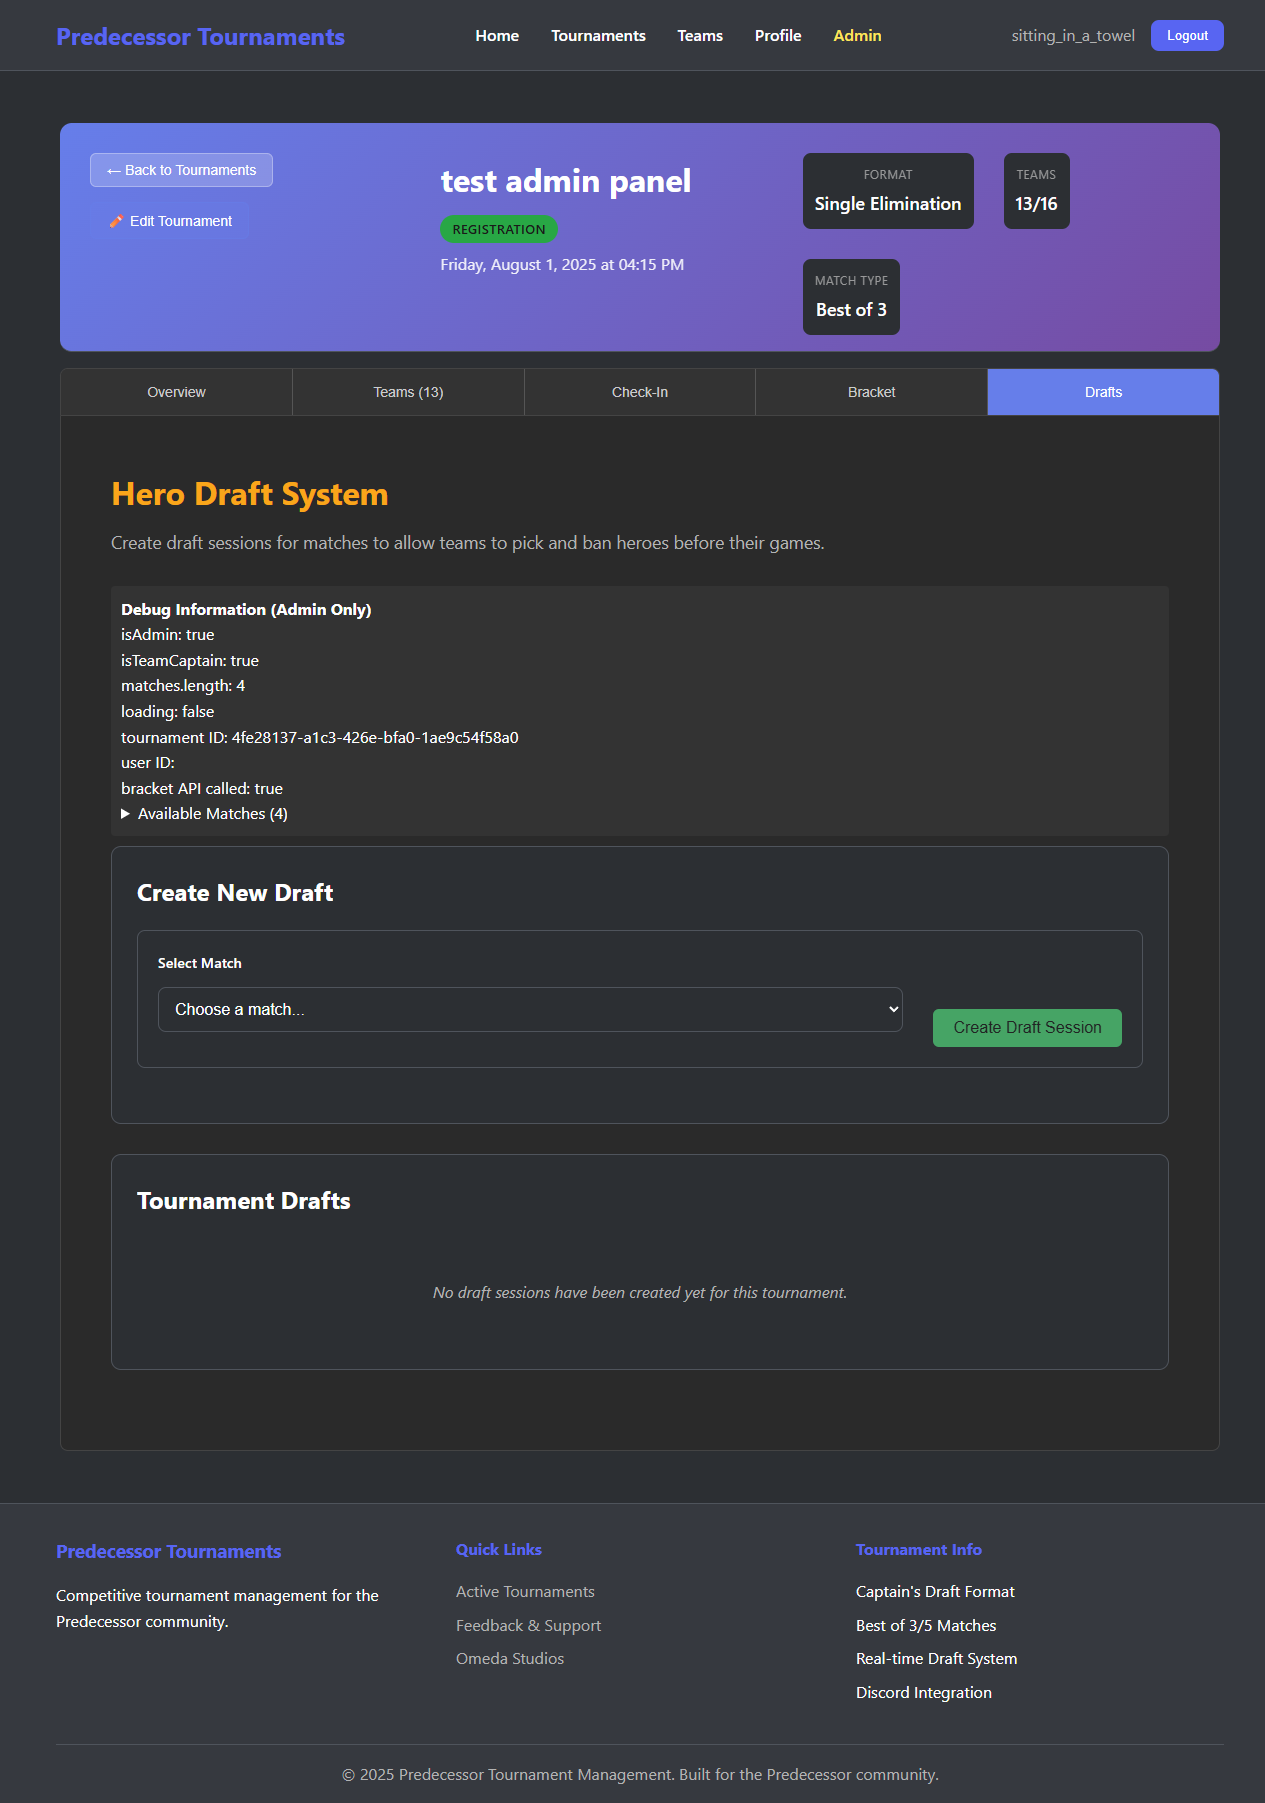 Predecessor Tournaments
Home
Tournaments
Teams
Profile
Admin
sitting_in_a_towel
Logout
← Back to Tournaments
Edit Tournament
test admin panel
REGISTRATION
Friday, August 1, 2025 at 04:15 PM
FORMAT
Single Elimination
TEAMS
13/16
MATCH TYPE
Best of 3
Overview
Teams (13)
Check-In
Bracket
Drafts
Hero Draft System
Create draft sessions for matches to allow teams to pick and ban heroes before their games.
Debug Information (Admin Only)
isAdmin: true
isTeamCaptain: true
matches.length: 4
loading: false
tournament ID: 4fe28137-a1c3-426e-bfa0-1ae9c54f58a0
user ID:
bracket API called: true
▶ Available Matches (4)
Create New Draft
Select Match
Choose a match...
Create Draft Session
Tournament Drafts
No draft sessions have been created yet for this tournament.
Predecessor Tournaments
Competitive tournament management for the
Predecessor community.
Quick Links
Active Tournaments
Feedback & Support
Omeda Studios
Tournament Info
Captain's Draft Format
Best of 3/5 Matches
Real-time Draft System
Discord Integration
© 2025 Predecessor Tournament Management. Built for the Predecessor community.